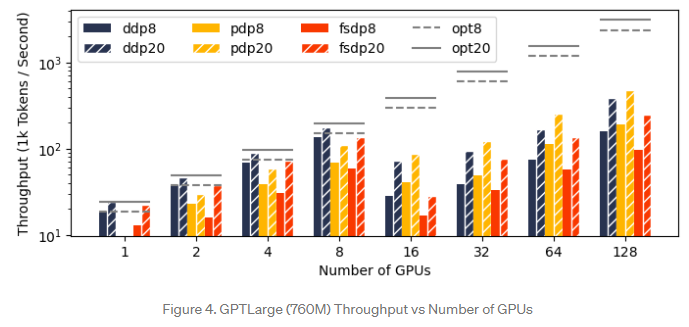 ddp8 pdp8 fsdp8 opt8
ddp20 pdp20 fsdp20 opt20
Throughput (1k Tokens / Second)
10³
10²
10¹
1 2 4 8 16 32 64 128
Number of GPUs
Figure 4. GPTLarge (760M) Throughput vs Number of GPUs